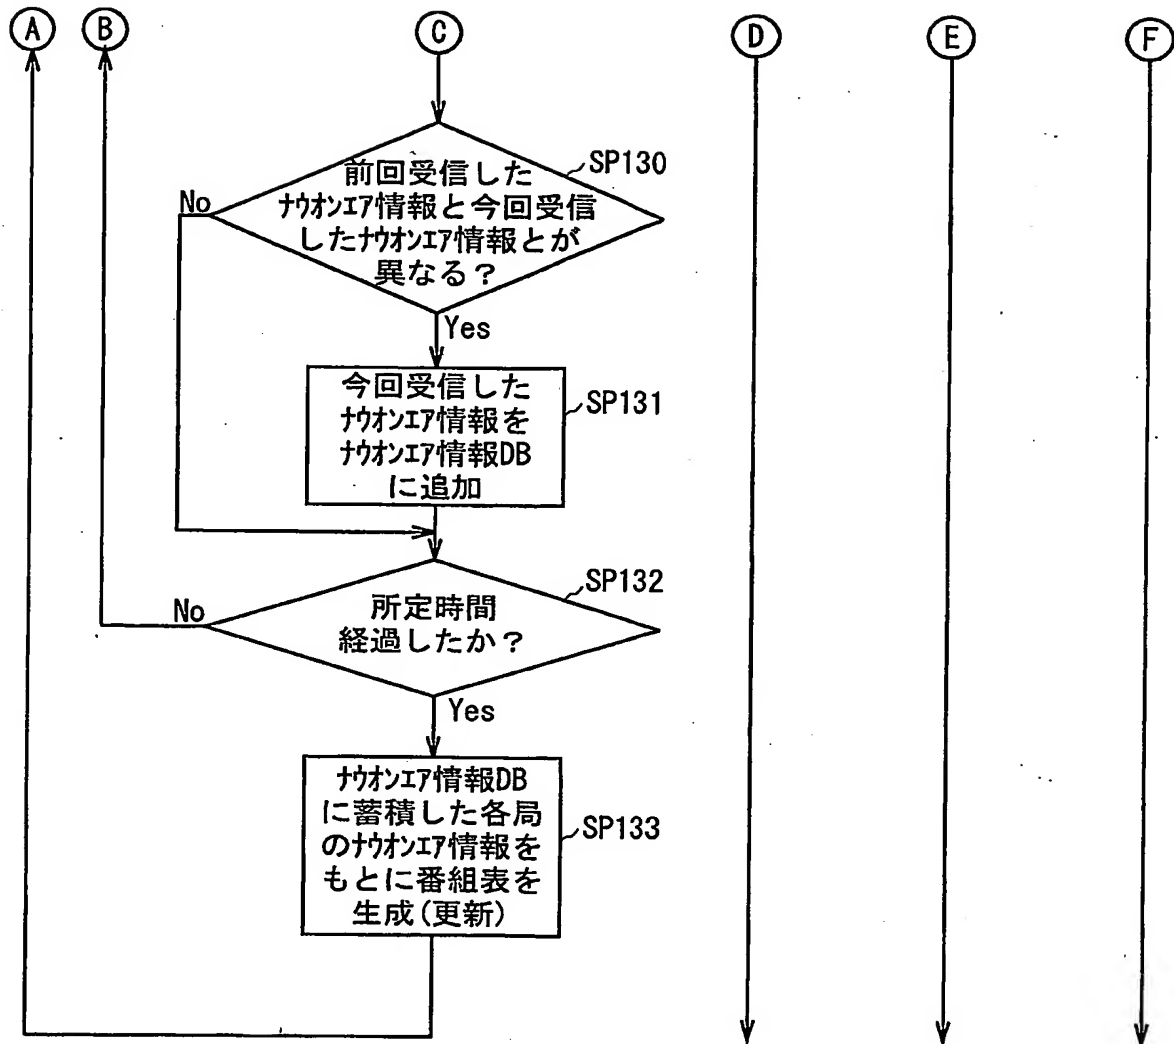 A B C D E F
SP130
前回受信した
ナウオンエア情報と今回受信
したナウオンエア情報とが
異なる?
No
Yes
今回受信した
ナウオンエア情報を
ナウオンエア情報DB
に追加
SP131
SP132
所定時間
経過したか?
No
Yes
ナウオンエア情報DB
に蓄積した各局
のナウオンエア情報を
もとに番組表を
生成(更新)
SP133